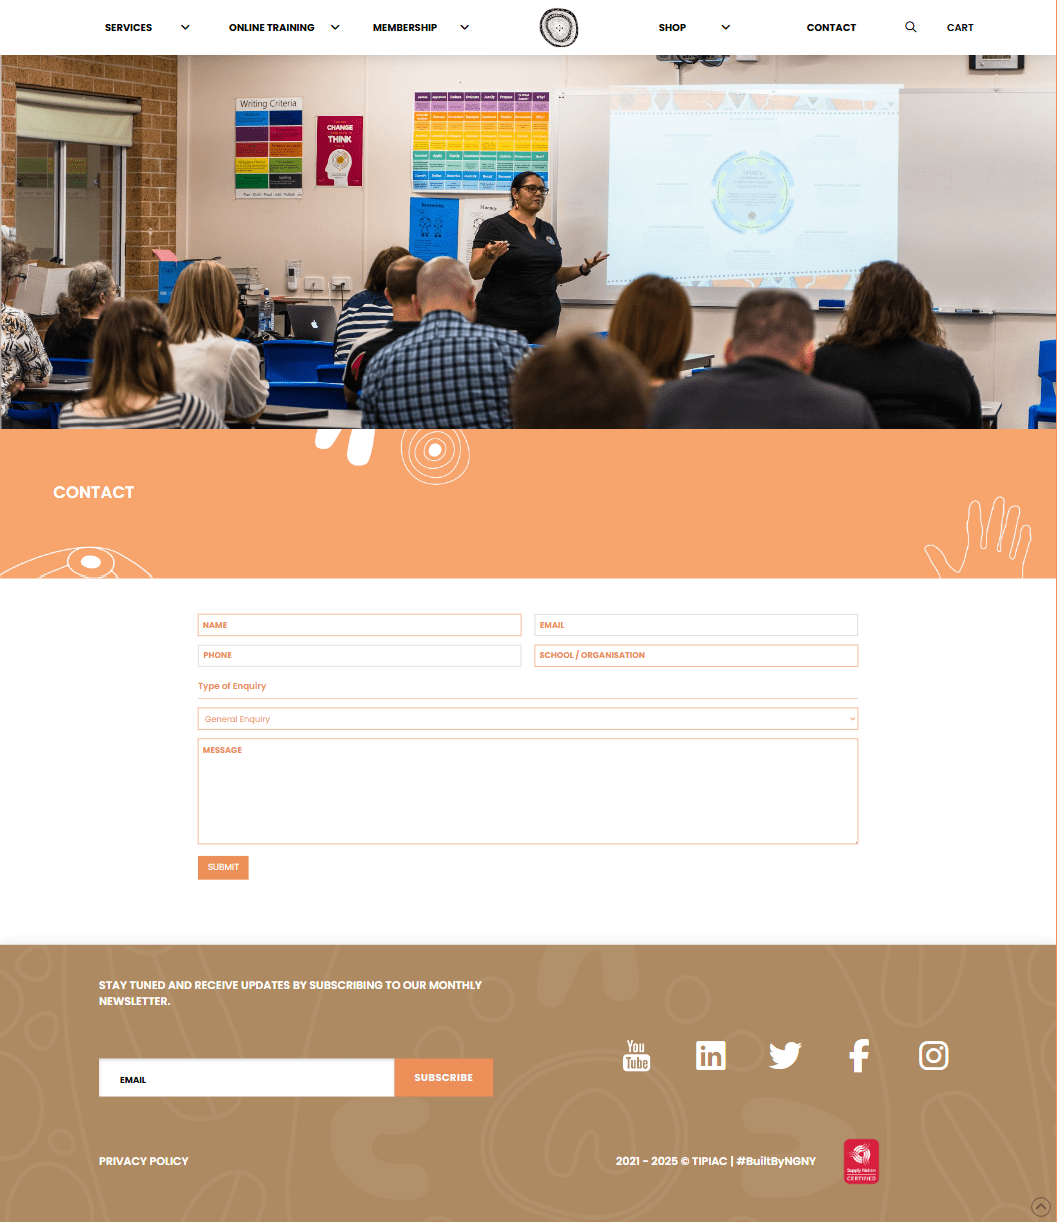 SERVICES
ONLINE TRAINING
MEMBERSHIP
SHOP
CONTACT
CART
Writing Criteria
CHANGE
THINK
Fluency
CONTACT
NAME
EMAIL
PHONE
SCHOOL / ORGANISATION
Type of Enquiry
General Enquiry
MESSAGE
SUBMIT
STAY TUNED AND RECEIVE UPDATES BY SUBSCRIBING TO OUR MONTHLY
NEWSLETTER.
You
Tube
in
EMAIL
SUBSCRIBE
PRIVACY POLICY
2021 - 2025 © TIPIAC | #BuiltByNGNY
Supply Nation
CERTIFIED